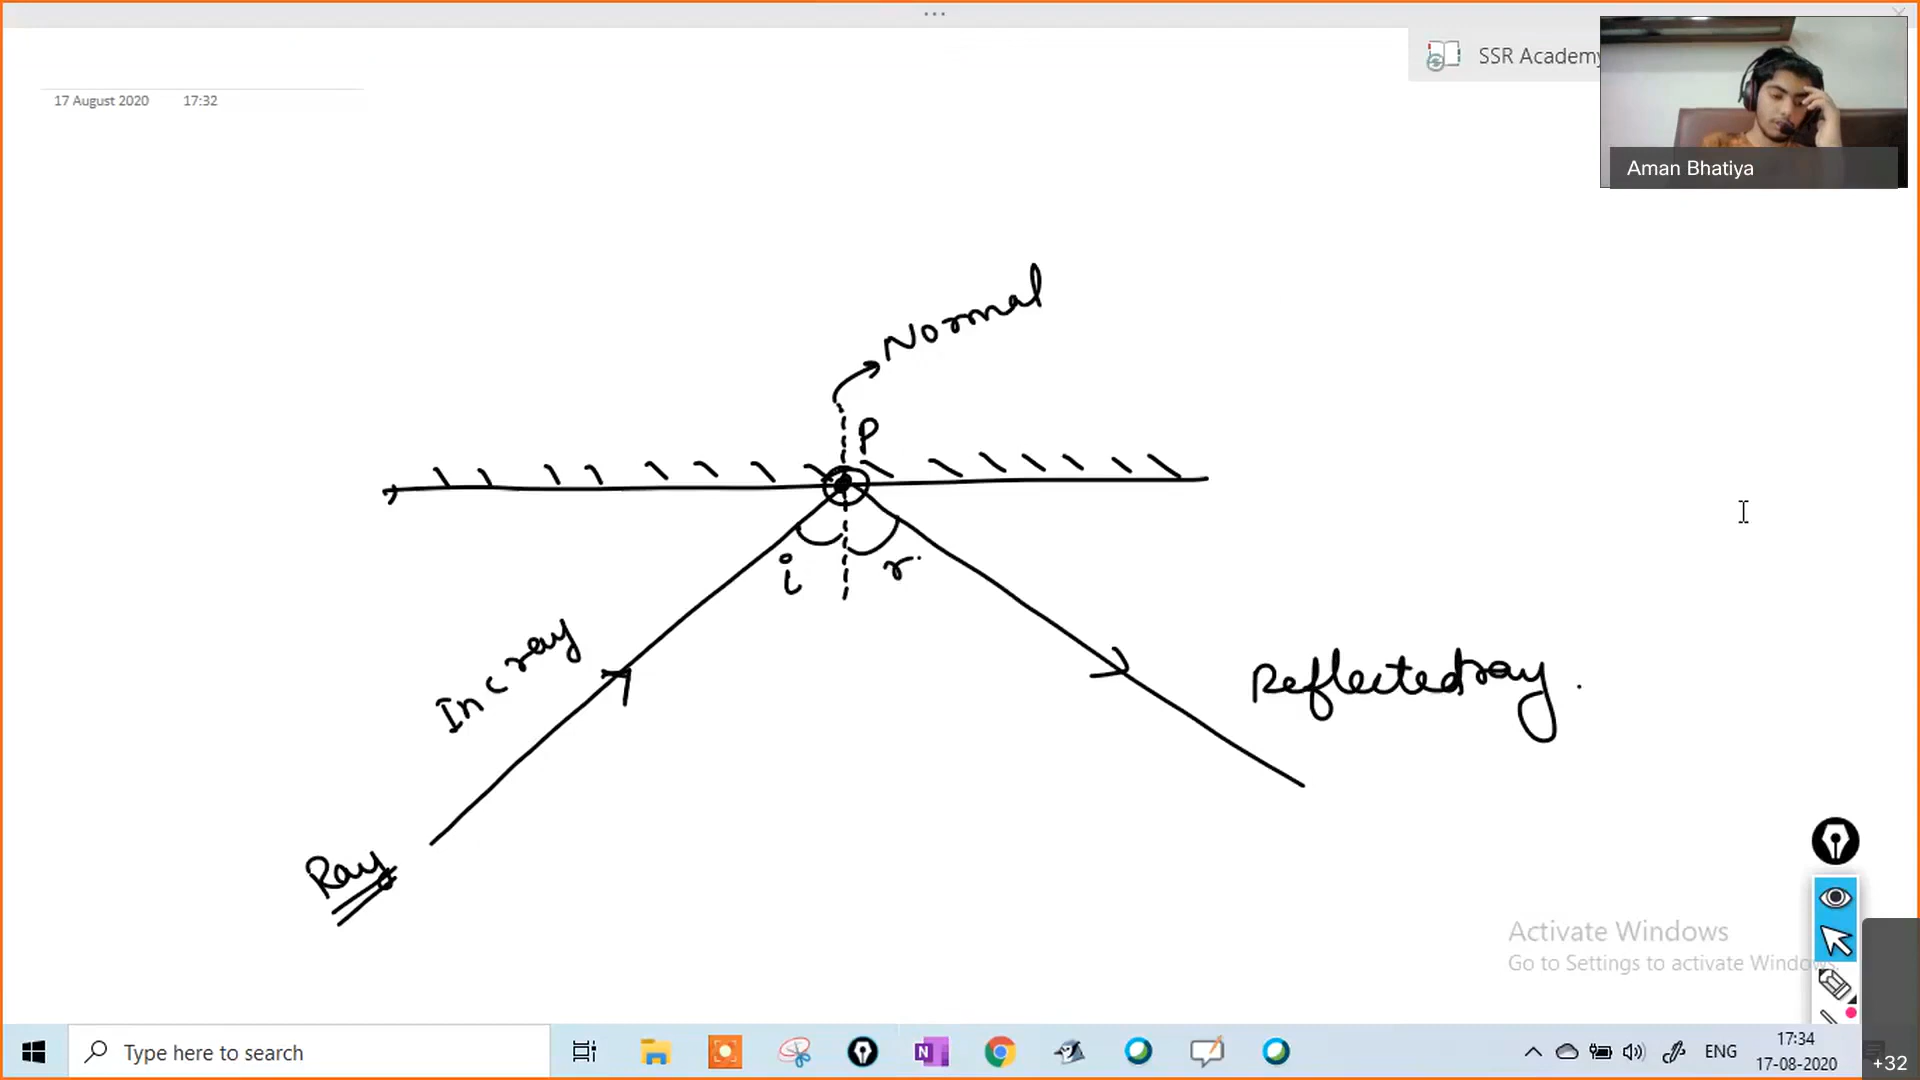 SSR Academy
17 August 2020 17:32
Aman Bhatiya
Normal
P
i r
Inc ray
Reflected ray.
Ray
Activate Windows
Go to Settings to activate Windows.
Type here to search
ENG
17:34
17-08-2020
+32